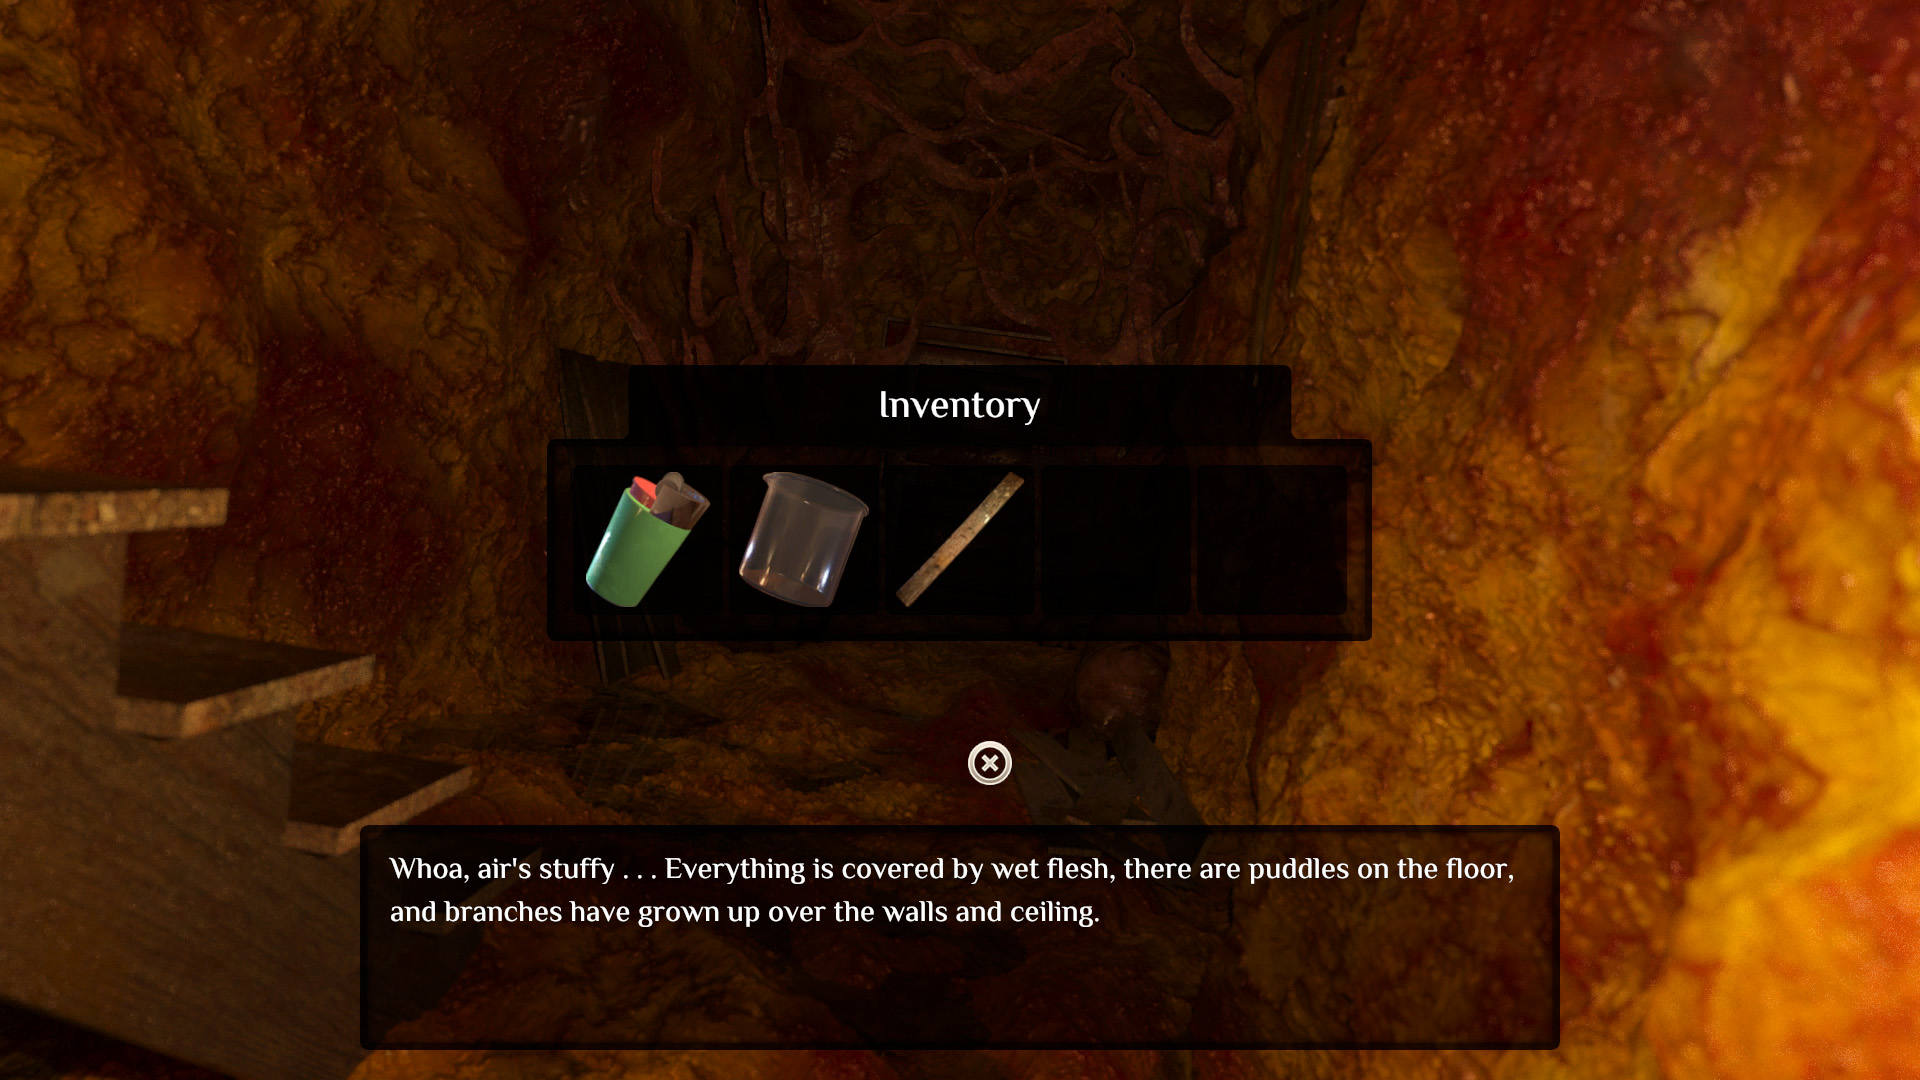 Inventory
Whoa, air's stuffy . . . Everything is covered by wet flesh, there are puddles on the floor,
and branches have grown up over the walls and ceiling.